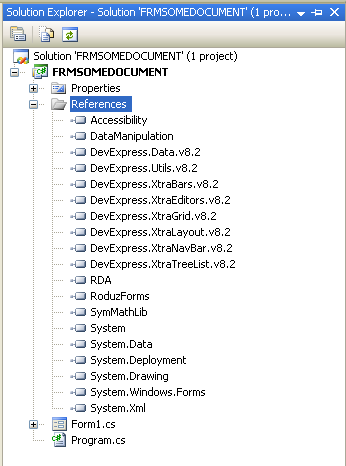 Solution Explorer - Solution 'FRMSOMEDOCUMENT' (1 pro...
Solution 'FRMSOMEDOCUMENT' (1 project)
FRMSOMEDOCUMENT
Properties
References
Accessibility
DataManipulation
DevExpress.Data.v8.2
DevExpress.Utils.v8.2
DevExpress.XtraBars.v8.2
DevExpress.XtraEditors.v8.2
DevExpress.XtraGrid.v8.2
DevExpress.XtraLayout.v8.2
DevExpress.XtraNavBar.v8.2
DevExpress.XtraTreeList.v8.2
RDA
RoduzForms
SymMathLib
System
System.Data
System.Deployment
System.Drawing
System.Windows.Forms
System.Xml
Form1.cs
Program.cs